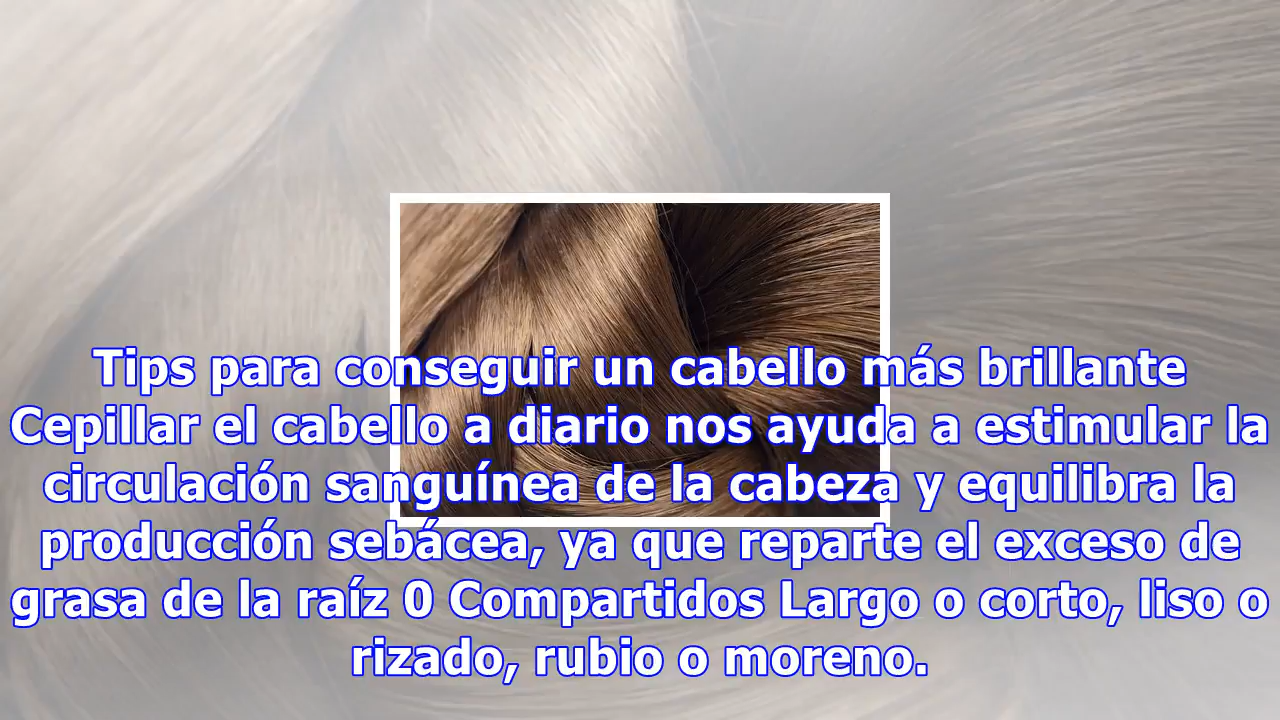 Tips para conseguir un cabello más brillante
Cepillar el cabello a diario nos ayuda a estimular la
circulación sanguínea de la cabeza y equilibra la
producción sebácea, ya que reparte el exceso de
grasa de la raíz 0 Compartidos Largo o corto, liso o
rizado, rubio o moreno.